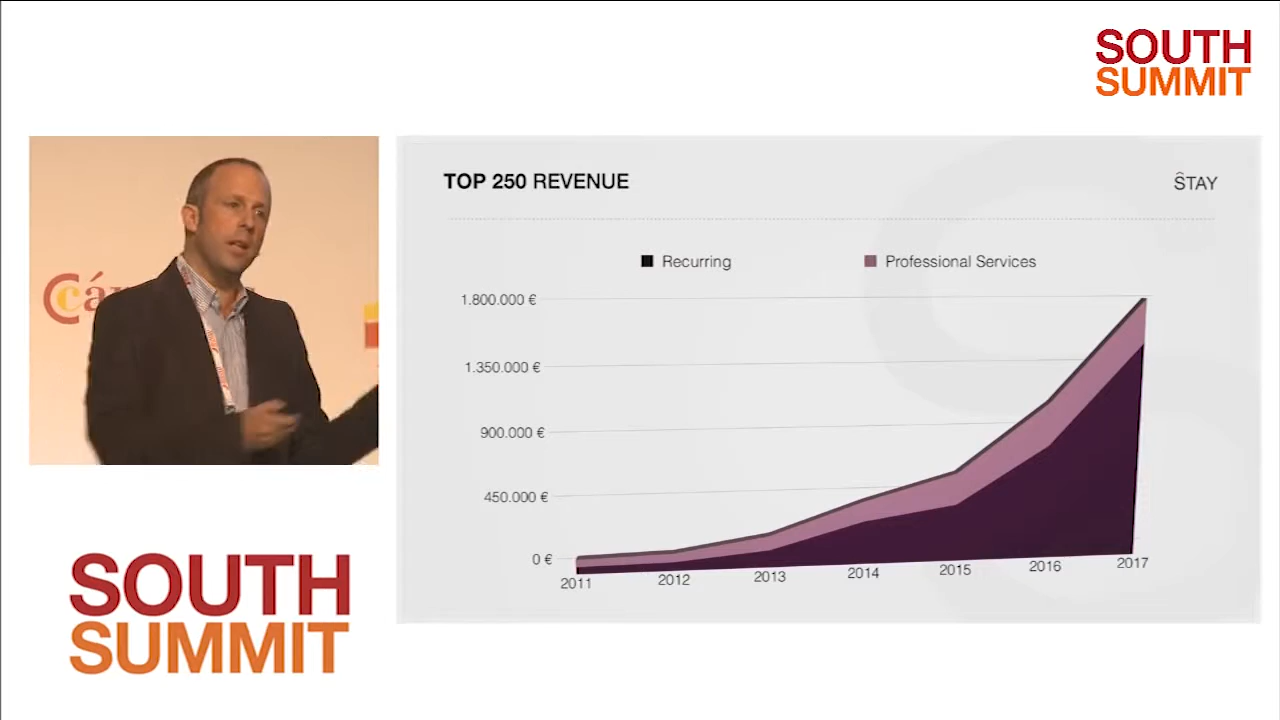 SOUTH
SUMMIT
TOP 250 REVENUE
STAY
Recurring
Professional Services
1.800.000 €
1.350.000 €
900.000 €
450.000 €
0 €
2011
2012
2013
2014
2015
2016
2017
SOUTH
SUMMIT